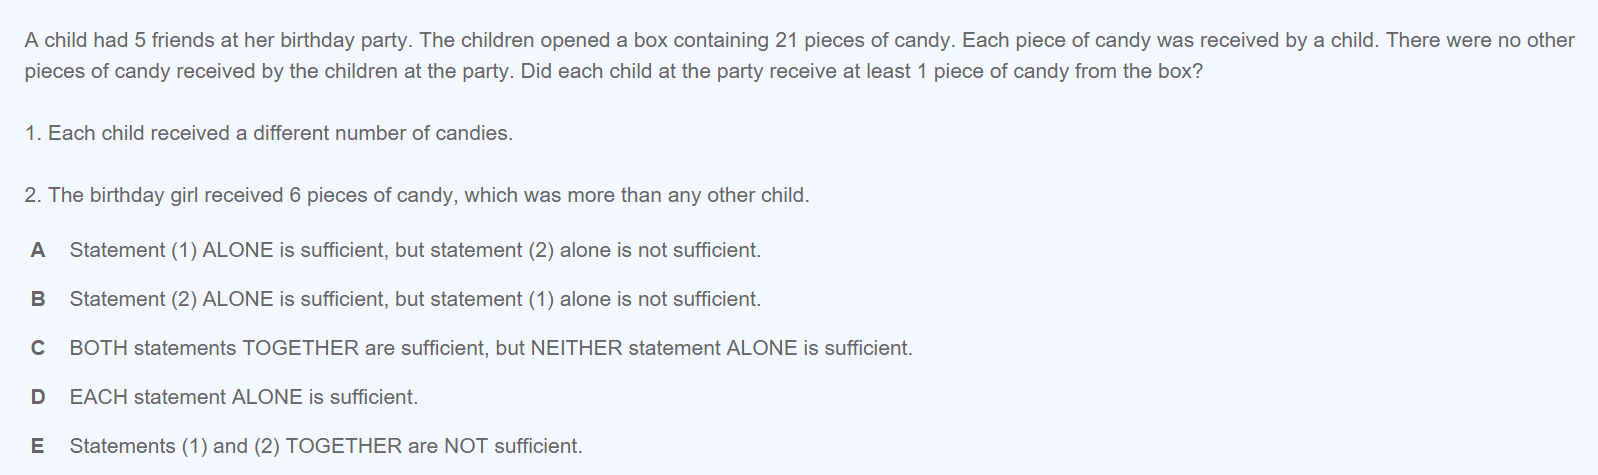 A child had 5 friends at her birthday party. The children opened a box containing 21 pieces of candy. Each piece of candy was received by a child. There were no other
pieces of candy received by the children at the party. Did each child at the party receive at least 1 piece of candy from the box?
1. Each child received a different number of candies.
2. The birthday girl received 6 pieces of candy, which was more than any other child.
A Statement (1) ALONE is sufficient, but statement (2) alone is not sufficient.
B Statement (2) ALONE is sufficient, but statement (1) alone is not sufficient.
C BOTH statements TOGETHER are sufficient, but NEITHER statement ALONE is sufficient.
D EACH statement ALONE is sufficient.
E Statements (1) and (2) TOGETHER are NOT sufficient.